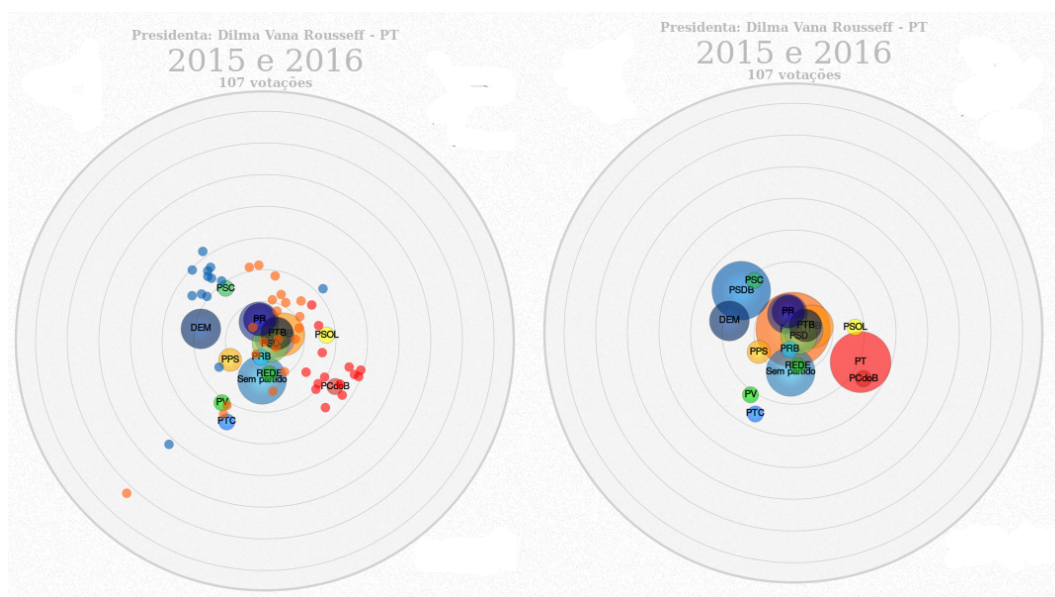 Presidenta: Dilma Vana Rousseff - PT
2015 e 2016
107 votações
PSC
DEM
PR
PTB
PSD
PSOL
PRB
PPS
REDE
Sem partido
PCdoB
PV
PTC
Presidenta: Dilma Vana Rousseff - PT
2015 e 2016
107 votações
PSC
PSDB
PR
DEM
PTB
PSOL
PSD
PRB
PPS
PT
REDE
Sem partido
PCdoB
PV
PTC